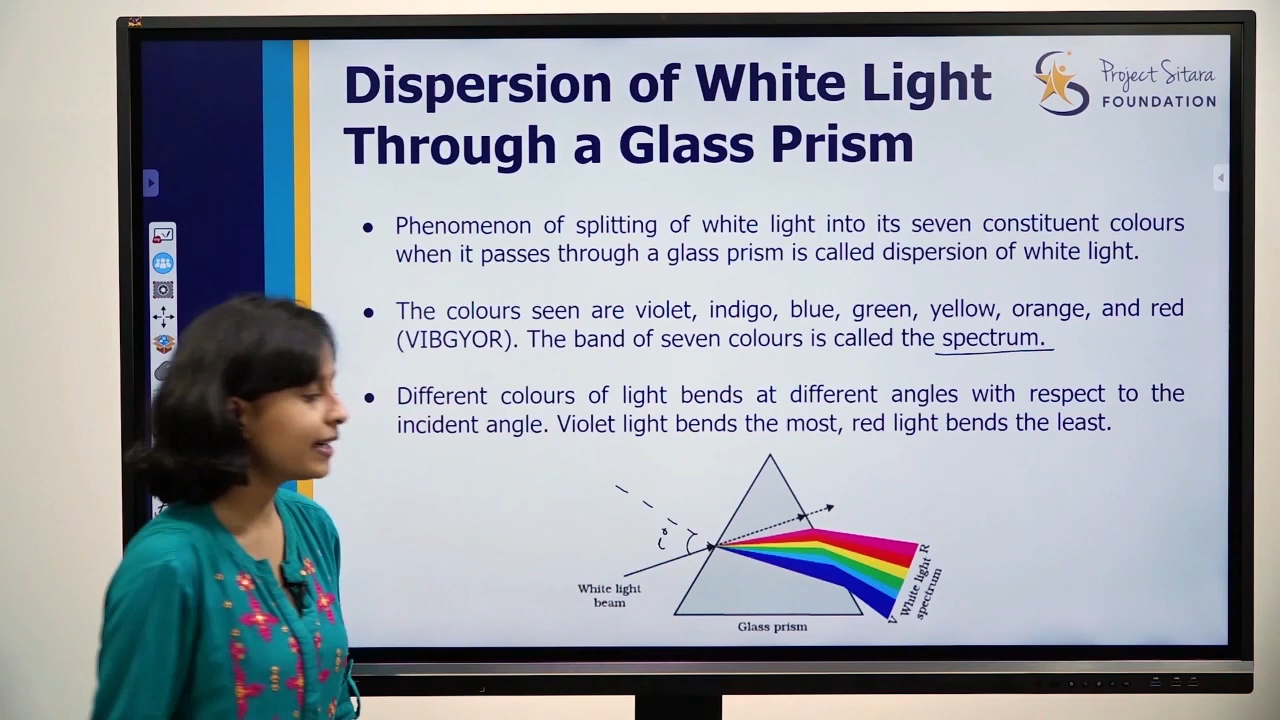 Dispersion of White Light
Through a Glass Prism
Project Sitara
FOUNDATION
● Phenomenon of splitting of white light into its seven constituent colours
when it passes through a glass prism is called dispersion of white light.
● The colours seen are violet, indigo, blue, green, yellow, orange, and red
(VIBGYOR). The band of seven colours is called the spectrum.
● Different colours of light bends at different angles with respect to the
incident angle. Violet light bends the most, red light bends the least.
i
White light
beam
Glass prism
R
White light
spectrum
V